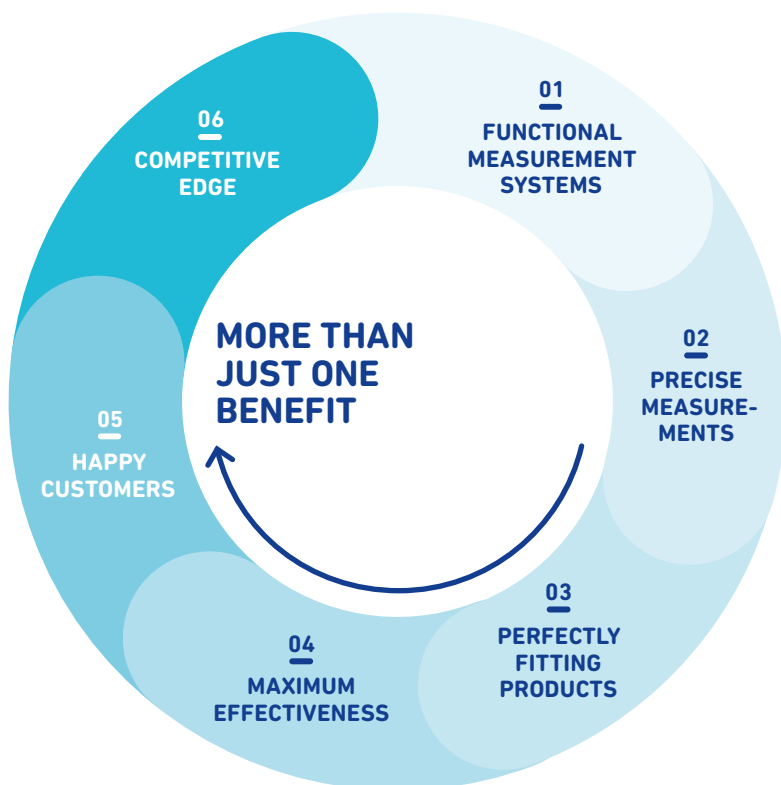 01
FUNCTIONAL
MEASUREMENT
SYSTEMS
02
PRECISE
MEASURE-
MENTS
03
PERFECTLY
FITTING
PRODUCTS
04
MAXIMUM
EFFECTIVENESS
05
HAPPY
CUSTOMERS
06
COMPETITIVE
EDGE
MORE THAN
JUST ONE
BENEFIT